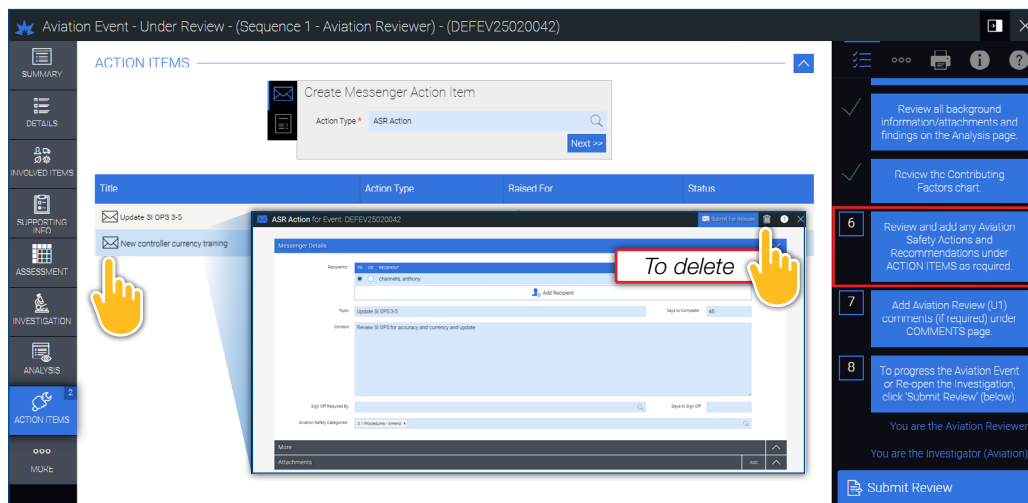 Aviation Event - Under Review - (Sequence 1 - Aviation Reviewer) - (DEFEV25020042)
SUMMARY
DETAILS
INVOLVED ITEMS
SUPPORTING
INFO
ASSESSMENT
INVESTIGATION
ANALYSIS
2
ACTION ITEMS
MORE
ACTION ITEMS
Create Messenger Action Item
Action Type * ASR Action
Next >>
Title Action Type Raised For Status
Update SI OPS 3-5
New controller currency training
ASR Action for Event: DEFEV25020042
Submit for Release
Messenger Details
Recipients*
TO CC RECIPIENT
channells, anthony
Add Recipient
Topic Update SI OPS 3-5 Days to Complete* 45
Content Review SI OPS for accuracy and currency and update.
Sign Off Required By Days to Sign Off
Aviation Safety Categories* 3.1 Procedures - Amend
More
Attachments Add
To delete
Review all background
information/attachments and
findings on the Analysis page.
Review the Contributing
Factors chart.
6
Review and add any Aviation
Safety Actions and
Recommendations under
ACTION ITEMS as required.
7
Add Aviation Review (U1)
comments (if required) under
COMMENTS page.
8
To progress the Aviation Event
or Re-open the Investigation,
click 'Submit Review' (below).
You are the Aviation Reviewer
You are the Investigator (Aviation)
Submit Review